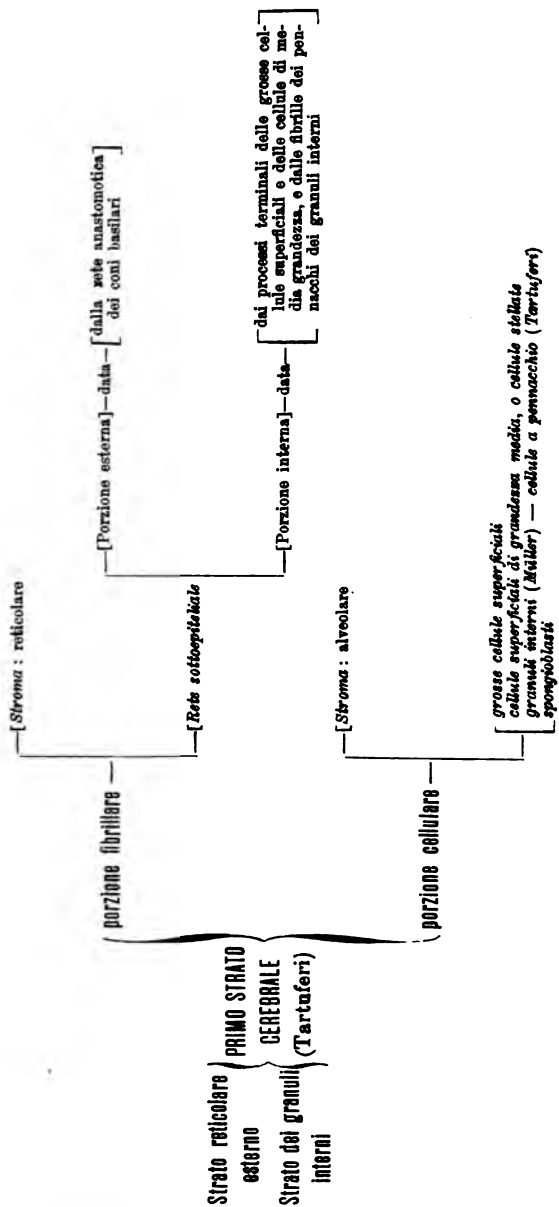 Strato reticolare
esterno
Strato dei granuli
interni
PRIMO STRATO
CEREBRALE
(Tartuferi)
porzione fibrillare
[Stroma: reticolare
[Rete sottoepiteliale
[Porzione esterna]—data—[dalla rete anastomotica]
dei coni basilari
[Porzione interna]—data—[dai processi terminali delle grosse cel-
lule superficiali e delle cellule di me-
dia grandezza, e dalle fibrille dei pen-
nacchi dei granuli interni
porzione cellulare
[Stroma: alveolare
grosse cellule superficiali
cellule superficiali di grandezza media, o cellule stellate
granuli interni (Müller) — cellule a pennacchio (Tartuferi)
spongioblasti